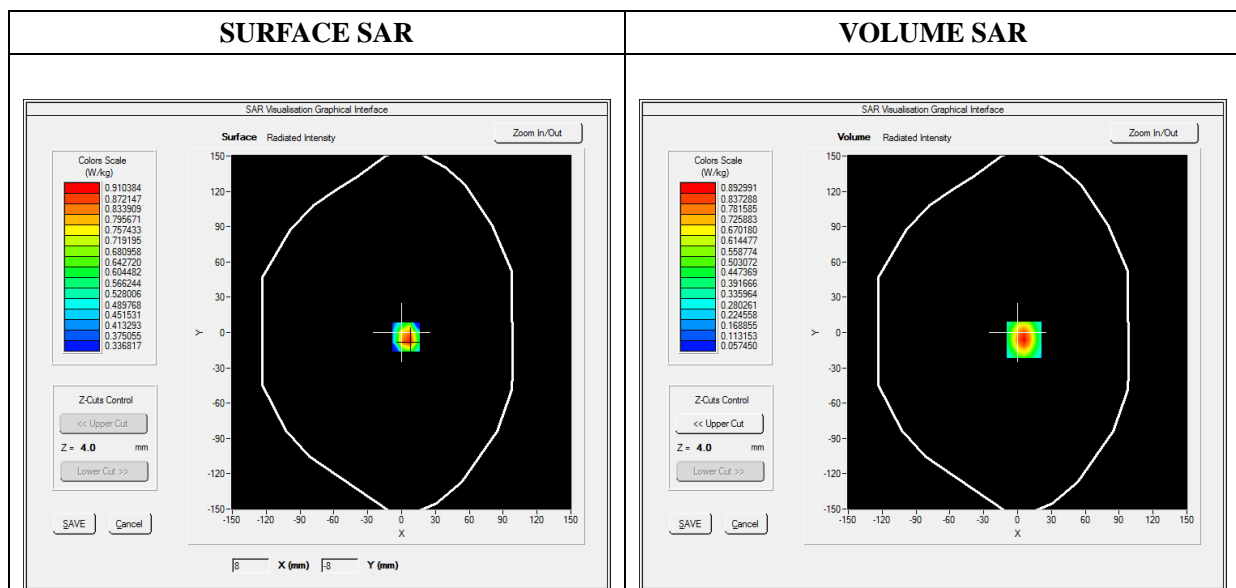 SURFACE SAR
VOLUME SAR
SAR Visualisation Graphical Interface
Surface Radiated Intensity
Zoom In/Out
Colors Scale
(W/kg)
0.910384
0.872147
0.833909
0.795671
0.757433
0.719195
0.680958
0.642720
0.604482
0.566244
0.528006
0.489768
0.451531
0.413293
0.375055
0.336817
150
120
90
60
30
0
-30
-60
-90
-120
-150
Y
-150 -120 -90 -60 -30 0 30 60 90 120 150
X
Z-Cuts Control
<< Upper Cut
Z = 4.0 mm
Lower Cut >>
SAVE Cancel
8 X (mm) -8 Y (mm)
SAR Visualisation Graphical Interface
Volume Radiated Intensity
Zoom In/Out
Colors Scale
(W/kg)
0.892991
0.837288
0.781585
0.725883
0.670180
0.614477
0.558774
0.503072
0.447369
0.391666
0.335964
0.280261
0.224558
0.168855
0.113153
0.057450
150
120
90
60
30
0
-30
-60
-90
-120
-150
Y
-150 -120 -90 -60 -30 0 30 60 90 120 150
X
Z-Cuts Control
<< Upper Cut
Z = 4.0 mm
Lower Cut >>
SAVE Cancel